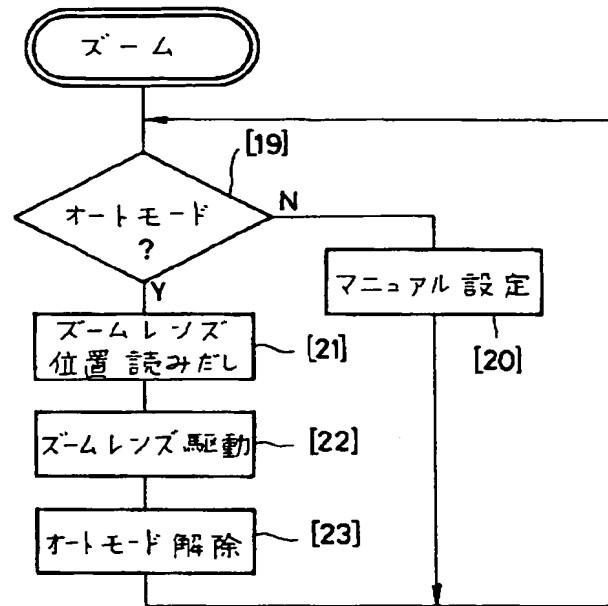 ズーム
[19]
オートモード
?
N
Y
マニュアル 設定
[20]
ズームレンズ
位置 読みだし
[21]
ズームレンズ 駆動
[22]
オートモード 解除
[23]